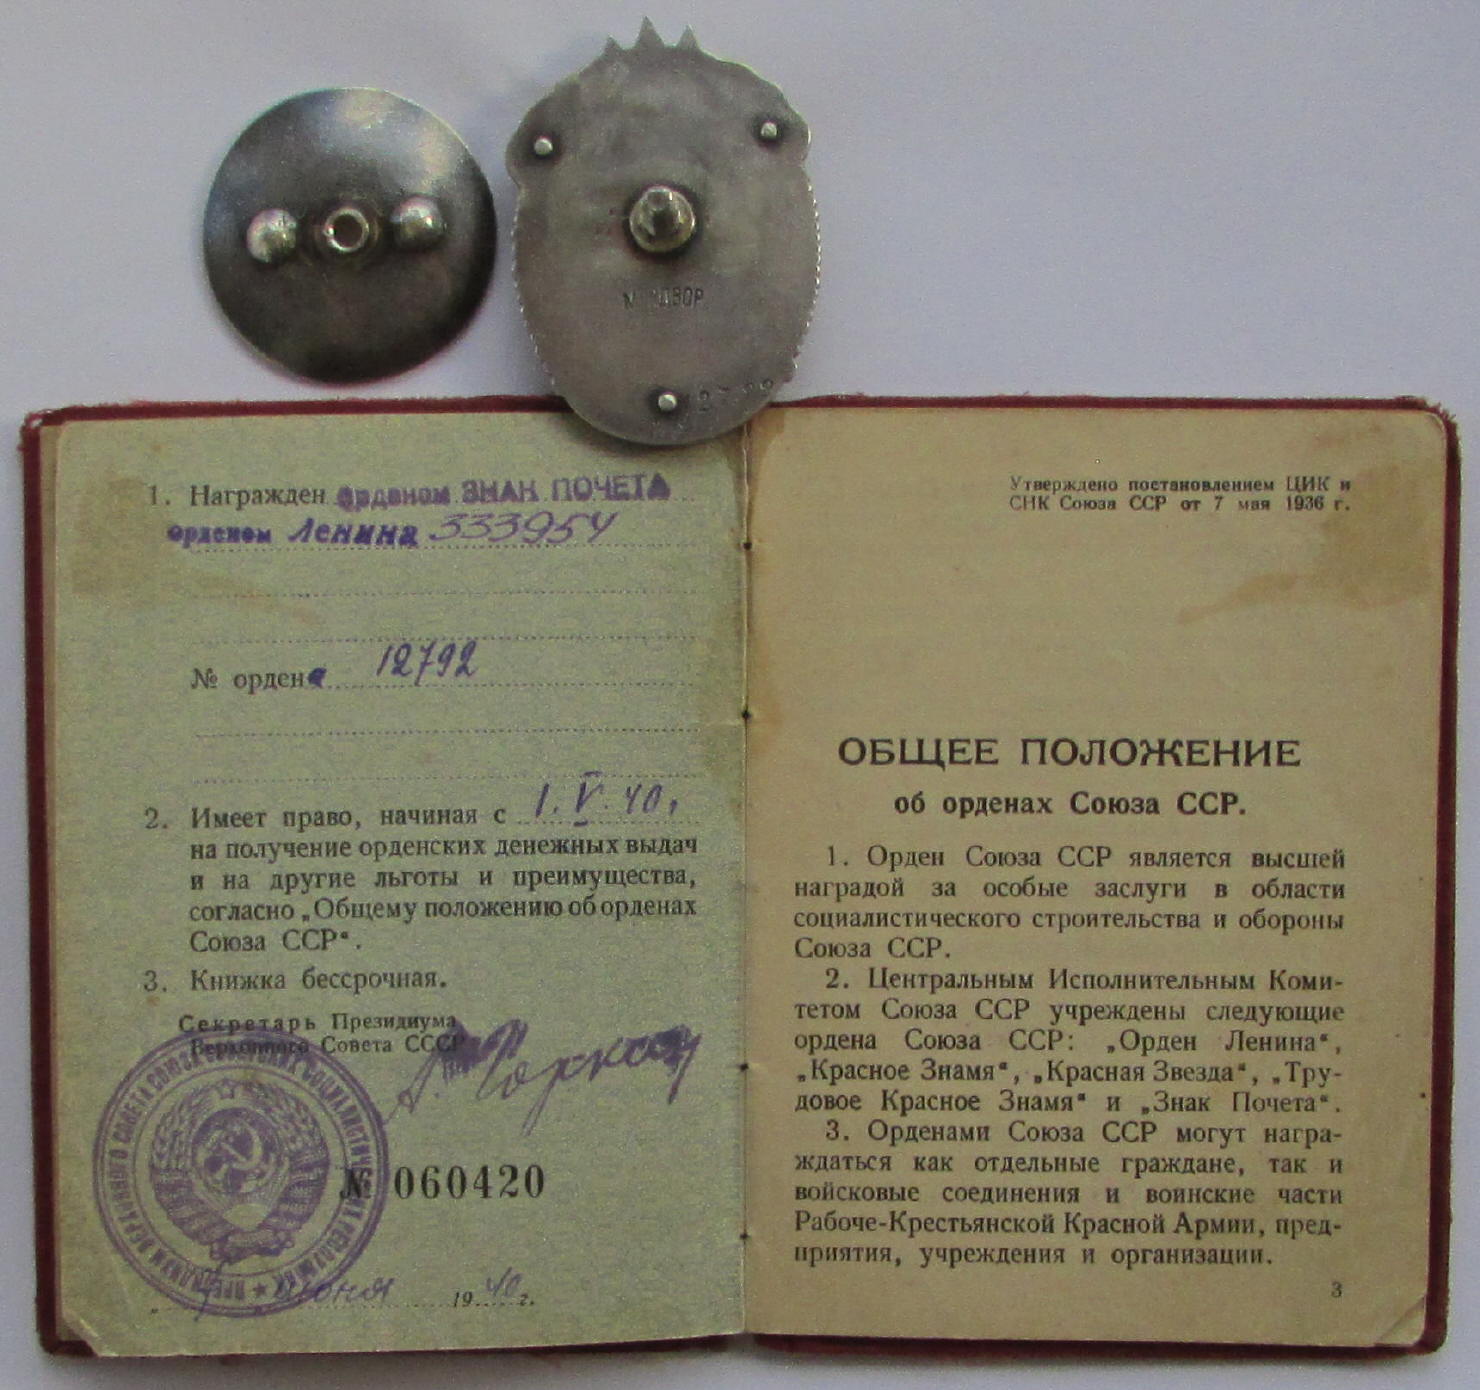 МОНДВОР
1. Награжден орденом ЗНАК ПОЧЕТА
орденом Ленина 333954
№ ордена 12792
2. Имеет право, начиная с 1.V.40г
на получение орденских денежных выдач
и на другие льготы и преимущества,
согласно „Общему положению об орденах
Союза ССР“.
3. Книжка бессрочная.
Секретарь Президиума
Верховного Совета СССР
А. Горкин
№ 060420
июня 1940 г.
Утверждено постановлением ЦИК и
СНК Союза ССР от 7 мая 1936 г.
ОБЩЕЕ ПОЛОЖЕНИЕ
об орденах Союза ССР.
1. Орден Союза ССР является высшей
наградой за особые заслуги в области
социалистического строительства и обороны
Союза ССР.
2. Центральным Исполнительным Коми-
тетом Союза ССР учреждены следующие
ордена Союза ССР: „Орден Ленина“,
„Красное Знамя“, „Красная Звезда“, „Тру-
довое Красное Знамя“ и „Знак Почета“.
3. Орденами Союза ССР могут награ-
ждаться как отдельные граждане, так и
войсковые соединения и воинские части
Рабоче-Крестьянской Красной Армии, пред-
приятия, учреждения и организации.
3